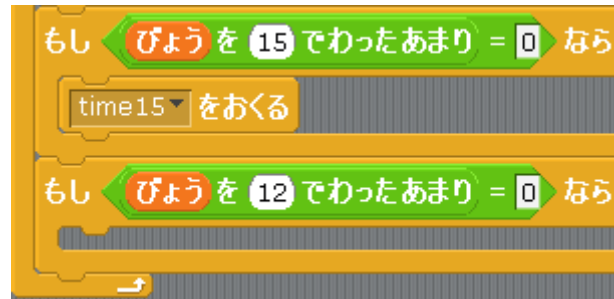 もし びょう を 15 でわったあまり = 0 なら
time15 をおくる
もし びょう を 12 でわったあまり = 0 なら